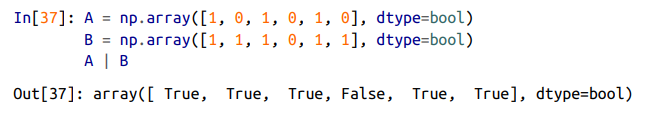 In[37]: A = np.array([1, 0, 1, 0, 1, 0], dtype=bool)
B = np.array([1, 1, 1, 0, 1, 1], dtype=bool)
A | B
Out[37]: array([ True,  True,  True, False,  True,  True], dtype=bool)